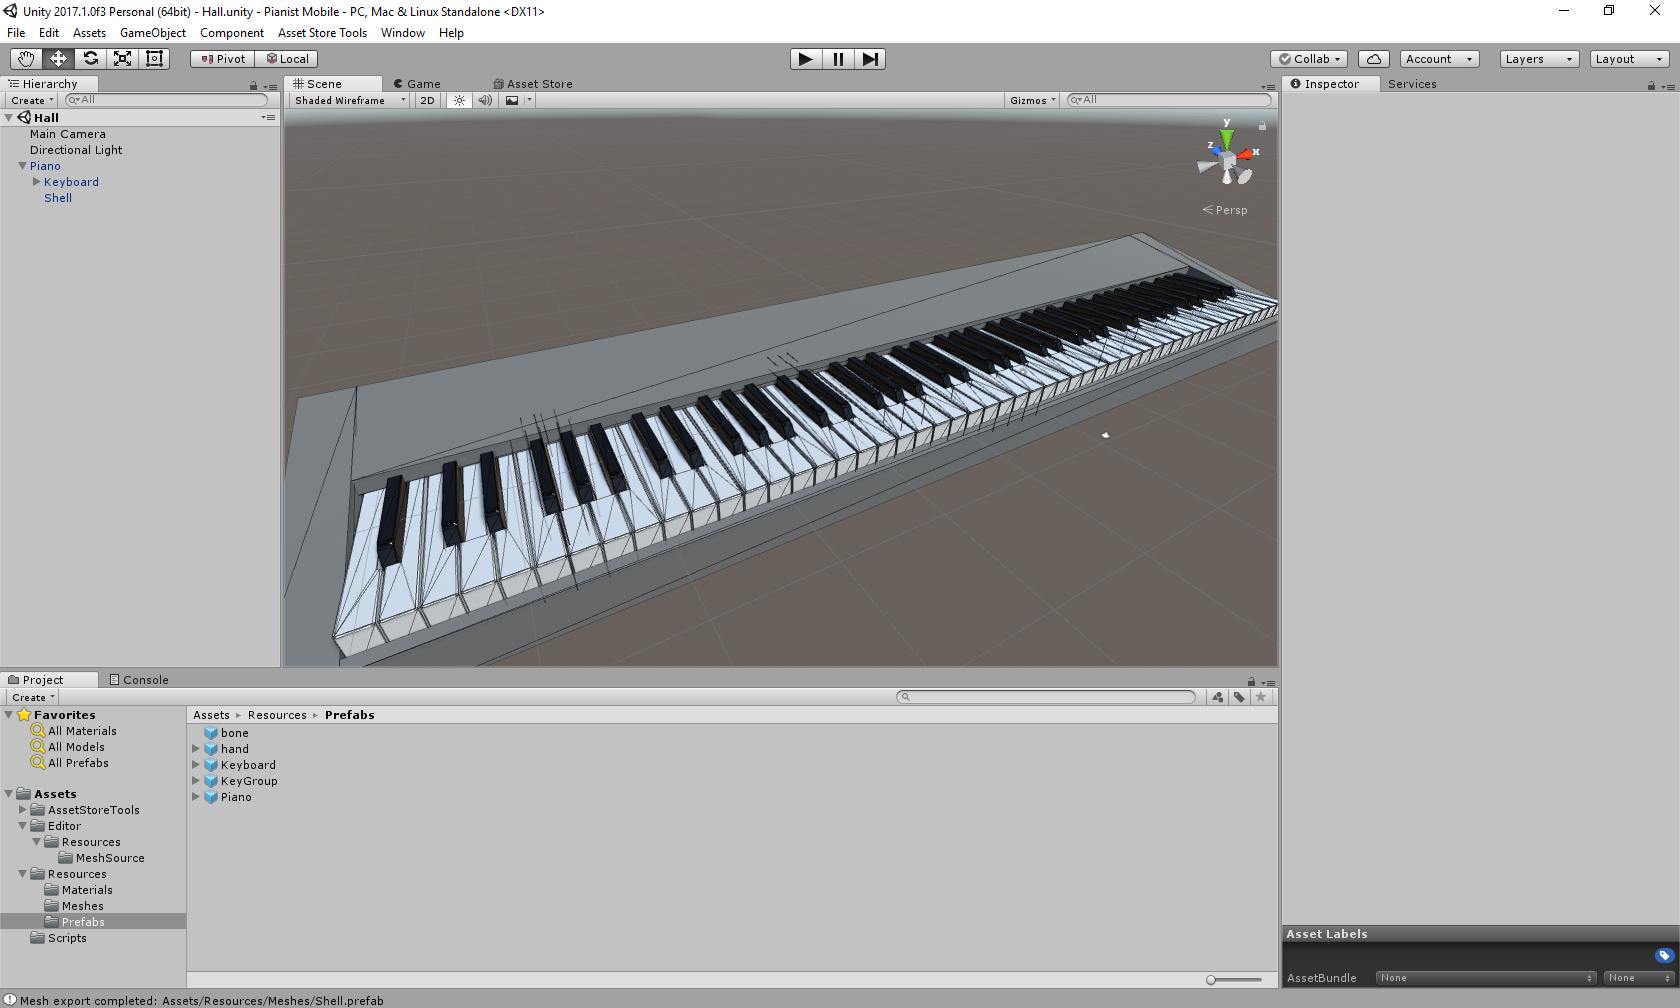 Unity 2017.1.0f3 Personal (64bit) - Hall.unity - Pianist Mobile - PC, Mac & Linux Standalone <DX11>
File Edit Assets GameObject Component Asset Store Tools Window Help
Pivot Local
Collab Account Layers Layout
Hierarchy
Create All
Hall
Main Camera
Directional Light
Piano
Keyboard
Shell
Scene Game Asset Store
Shaded Wireframe 2D Gizmos All
y
z x
Persp
Inspector Services
Project Console
Create
Favorites
All Materials
All Models
All Prefabs
Assets
AssetStoreTools
Editor
Resources
MeshSource
Resources
Materials
Meshes
Prefabs
Scripts
Assets Resources Prefabs
bone
hand
Keyboard
KeyGroup
Piano
Asset Labels
AssetBundle None None
Mesh export completed: Assets/Resources/Meshes/Shell.prefab